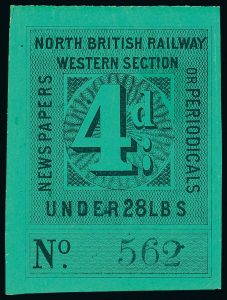 NORTH BRITISH RAILWAY
WESTERN SECTION
NEWSPAPERS
OR PERIODICALS
4d.
UNDER 28 LBS
No. 562